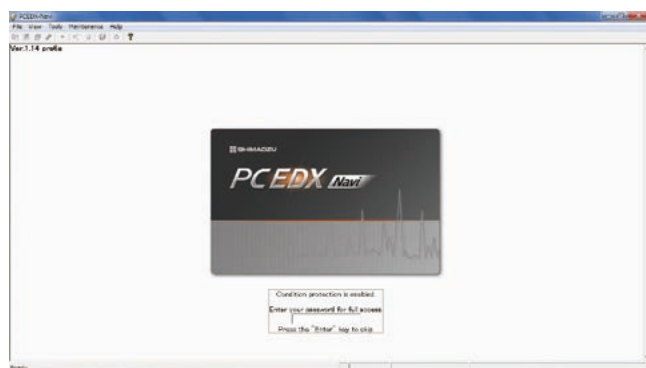 PCEDX-Navi
File View Tools Maintenance Help
Ver.1.14 prefix
SHIMADZU
PCEDX Navi
Condition protection is enabled.
Enter your password for full access
Press the "Enter" key to skip
Ready